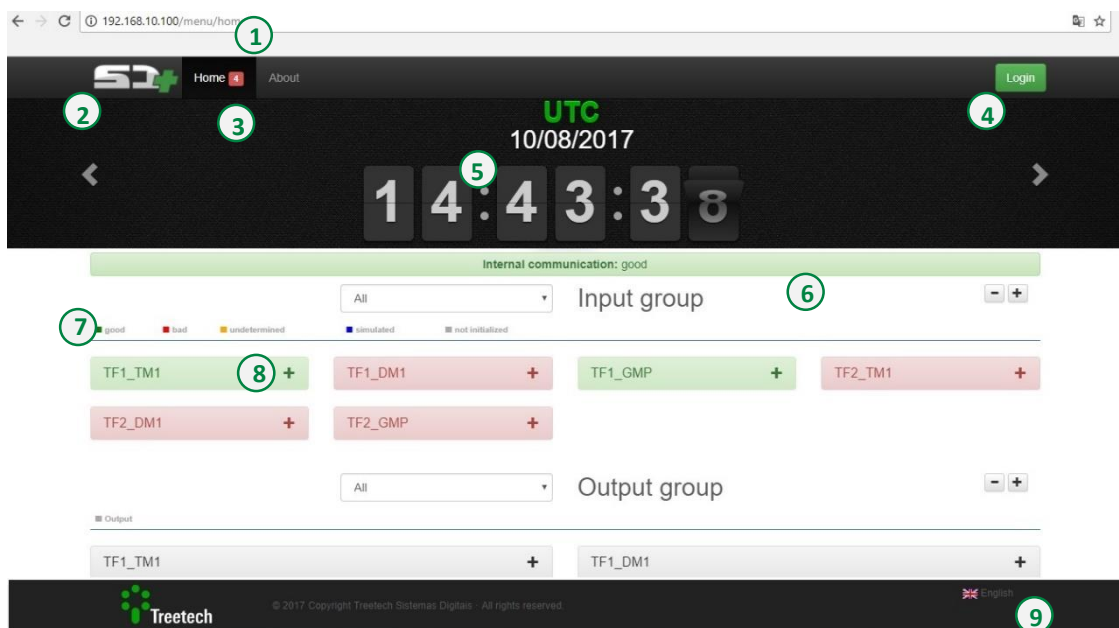 192.168.10.100/menu/hom
1
SD+
Home 4 About Login
2 3 4
UTC
10/08/2017
5
14:43:38
Internal communication: good
All Input group 6 - +
7 good bad undetermined simulated not initialized
TF1_TM1 8 + TF1_DM1 + TF1_GMP + TF2_TM1 +
TF2_DM1 + TF2_GMP +
All Output group - +
Output
TF1_TM1 + TF1_DM1 +
Treetech © 2017 Copyright Treetech Sistemas Digitais - All rights reserved. English
9